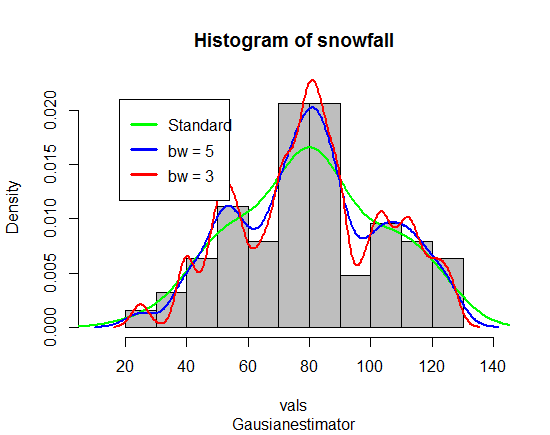 Histogram of snowfall
Density
0.020
0.015
0.010
0.005
0.000
Standard
bw = 5
bw = 3
20 40 60 80 100 120 140
vals
Gausianestimator